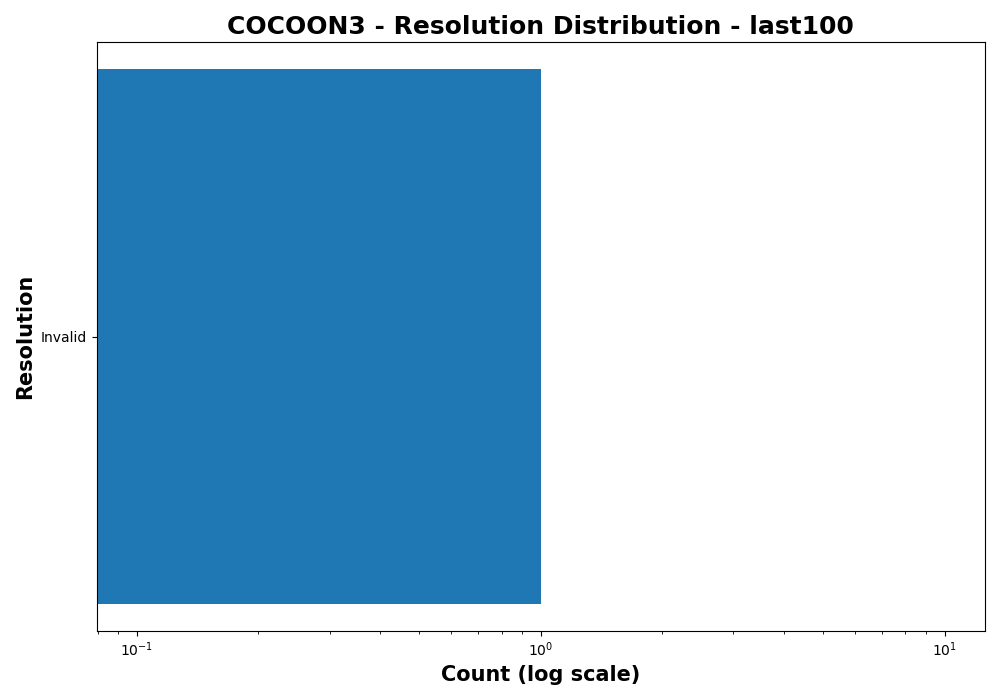 COCOON3 - Resolution Distribution - last100
Resolution
Invalid
10⁻¹
10⁰
10¹
Count (log scale)